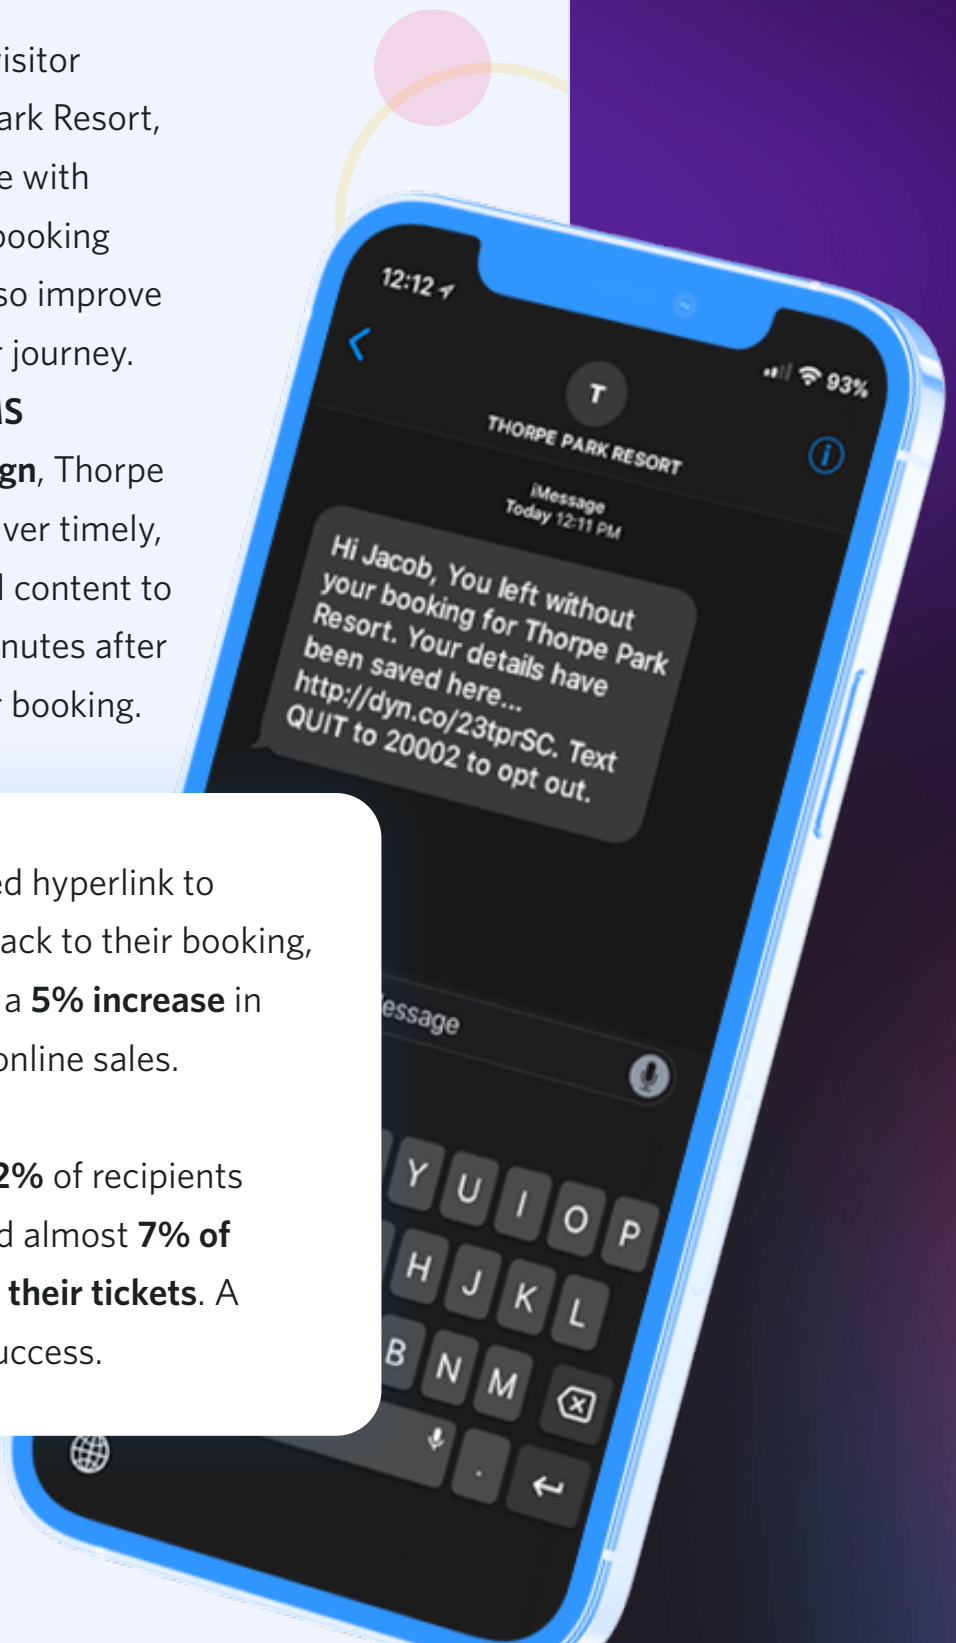 isitor
ark Resort,
e with
booking
so improve
r journey.
MS
gn, Thorpe
ver timely,
l content to
nutes after
r booking.
ed hyperlink to
ack to their booking,
a 5% increase in
online sales.
2% of recipients
d almost 7% of
their tickets. A
uccess.
12:12
93%
T
THORPE PARK RESORT
iMessage
Today 12:11 PM
Hi Jacob, You left without
your booking for Thorpe Park
Resort. Your details have
been saved here...
http://dyn.co/23tprSC. Text
QUIT to 20002 to opt out.
essage
Y U I O P
H J K L
B N M
.